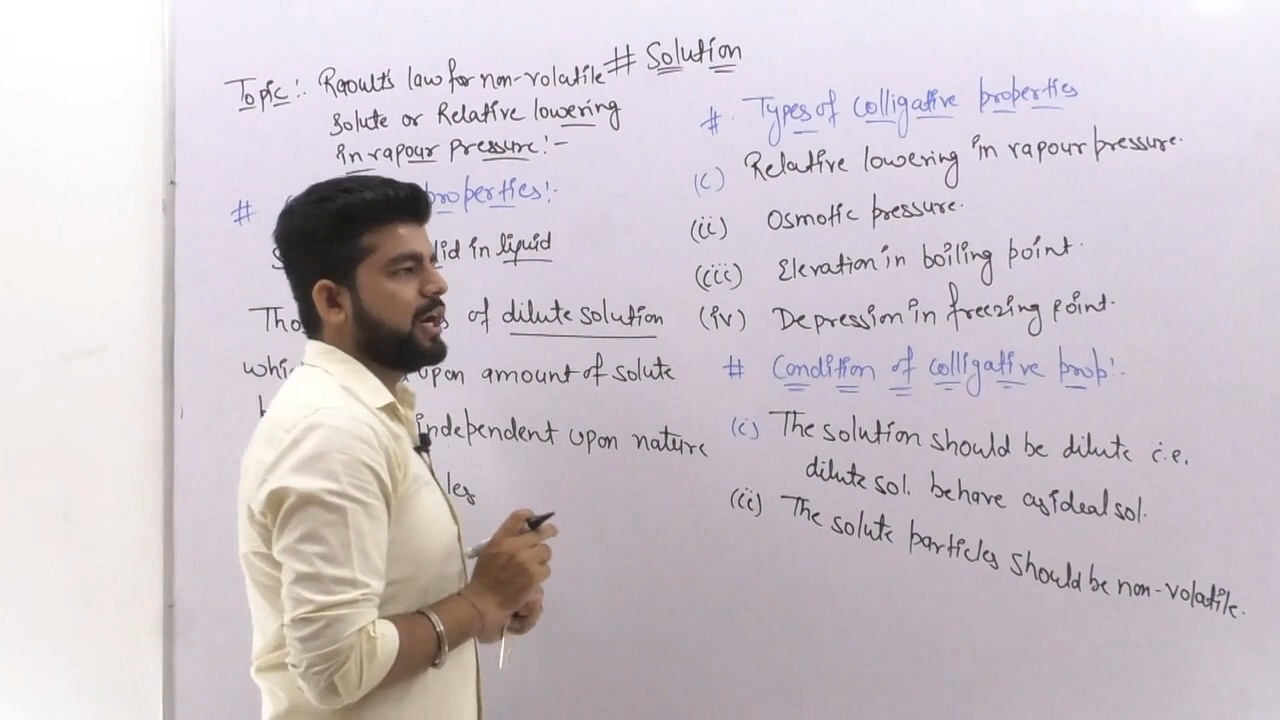 # Solution
Topic :- Raoult's law for non-volatile
Solute or Relative lowering
in vapour pressure :-
# properties :-
in liquid
of dilute solution
upon amount of solute
independent upon nature
# Types of colligative properties
(i) Relative lowering in vapour pressure.
(ii) Osmotic pressure.
(iii) Elevation in boiling point.
(iv) Depression in freezing point.
# Condition of colligative prop :-
(i) The solution should be dilute i.e.
dilute sol. behave as ideal sol.
(ii) The solute particles should be non-volatile.